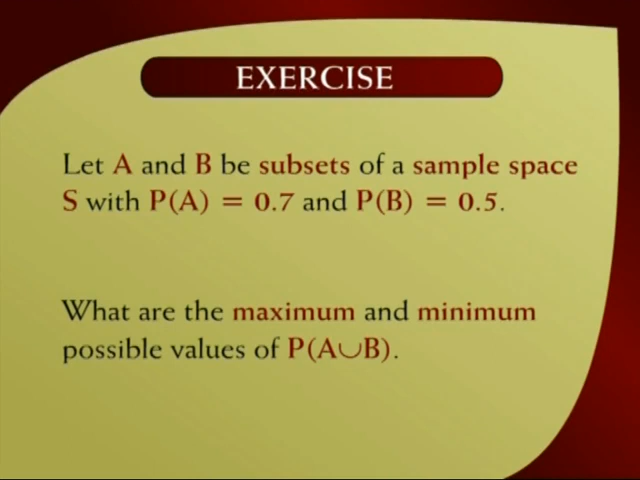 EXERCISE
Let A and B be subsets of a sample space
S with P(A) = 0.7 and P(B) = 0.5.
What are the maximum and minimum
possible values of P(A∪B).